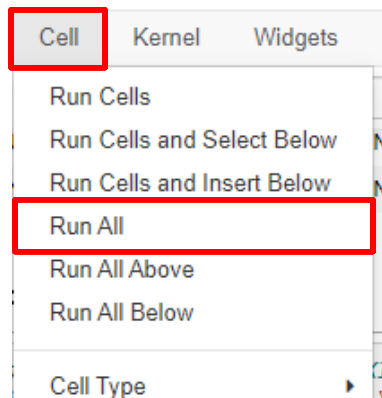 Cell Kernel Widgets
Run Cells
Run Cells and Select Below
Run Cells and Insert Below
Run All
Run All Above
Run All Below
Cell Type